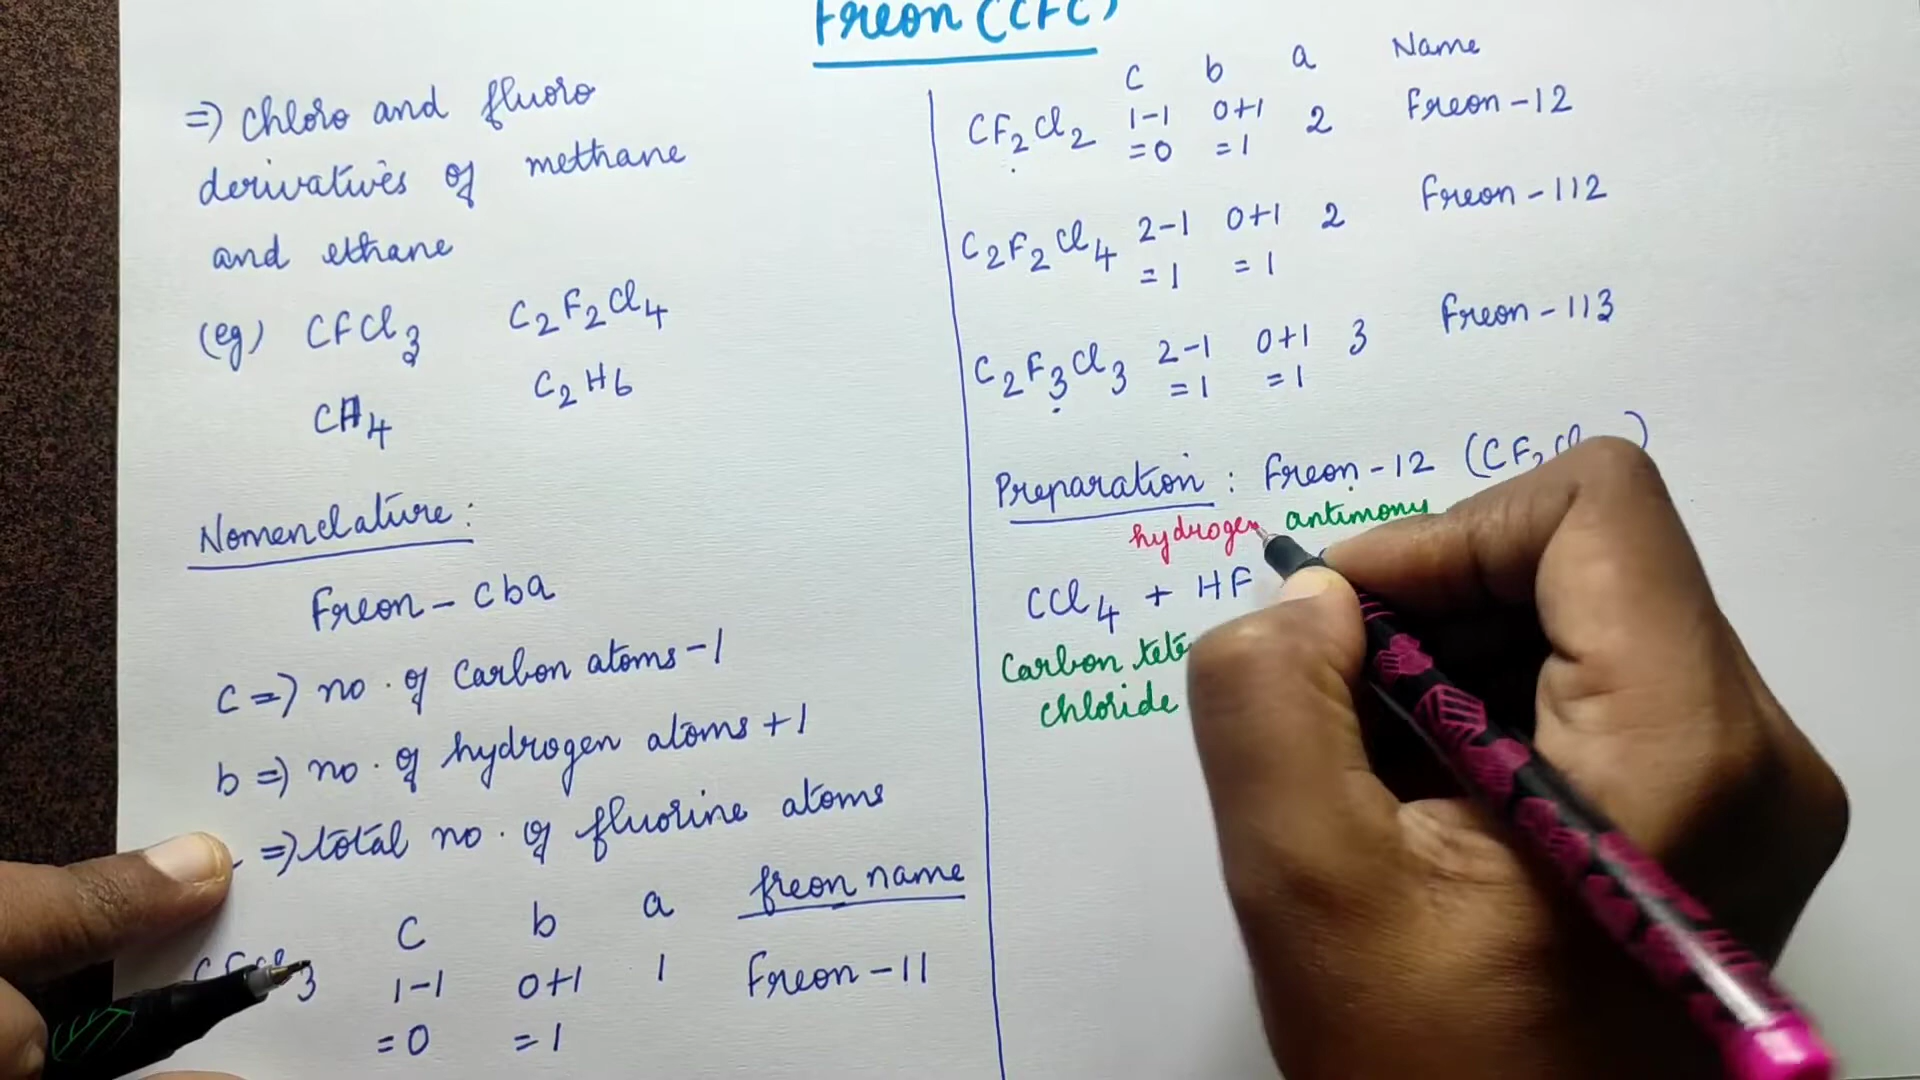 Freon (CFC)
=> chloro and fluoro
derivatives of methane
and ethane
(eg) CFCl3 C2F2Cl4
CH4 C2H6
Nomenclature:
Freon - cba
c => no. of Carbon atoms - 1
b => no. of hydrogen atoms + 1
=> total no. of fluorine atoms
c b a freon name
CFCl3 1-1 0+1 1 Freon - 11
=0 =1
c b a Name
CF2Cl2 1-1 0+1 2 Freon - 12
=0 =1
C2F2Cl4 2-1 0+1 2 Freon - 112
=1 =1
C2F3Cl3 2-1 0+1 3 Freon - 113
=1 =1
Preparation: Freon - 12 (CF2Cl )
hydrogen antimony
CCl4 + HF
Carbon tet
chloride